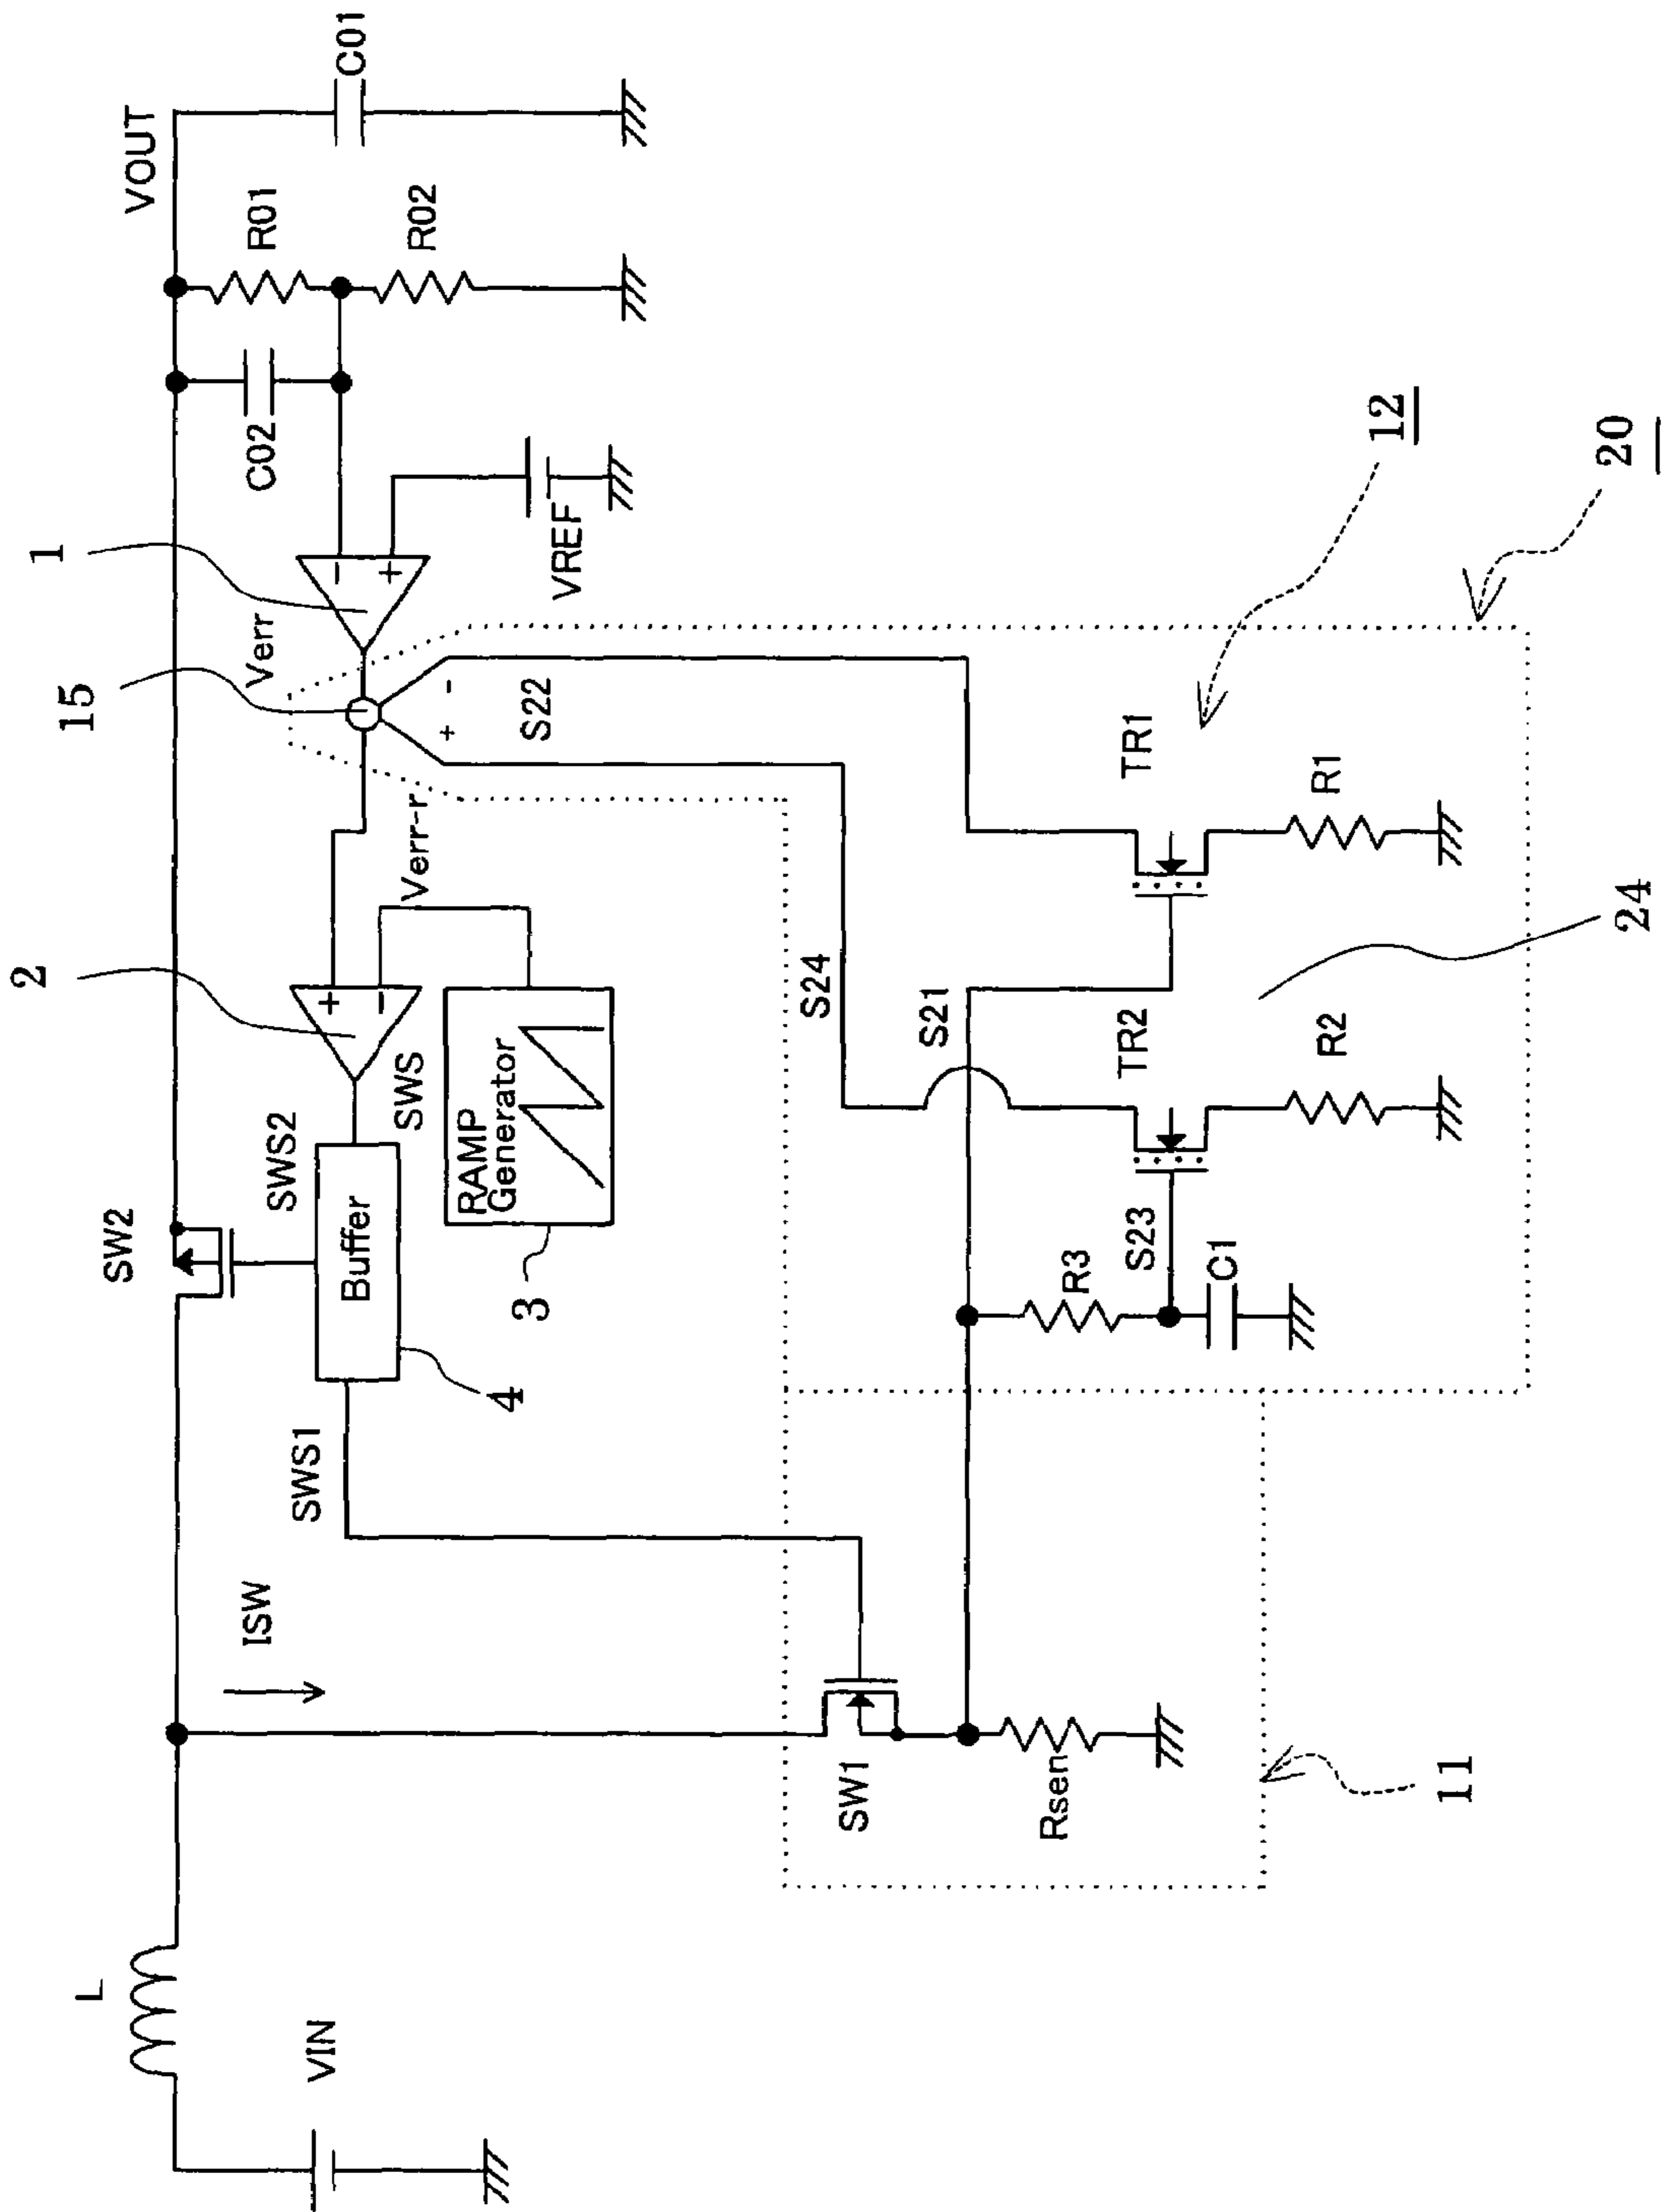 L
VIN
ISW
SW2
VOUT
C02
R01
R02
C01
1
Verr
15
-
+
VREF
+
-
S22
Verr-r
2
+
-
SWS
SWS2
Buffer
4
SWS1
RAMP
Generator
3
SW1
Rsen
11
S24
S21
R3
S23
C1
TR2
R2
TR1
R1
24
12
20